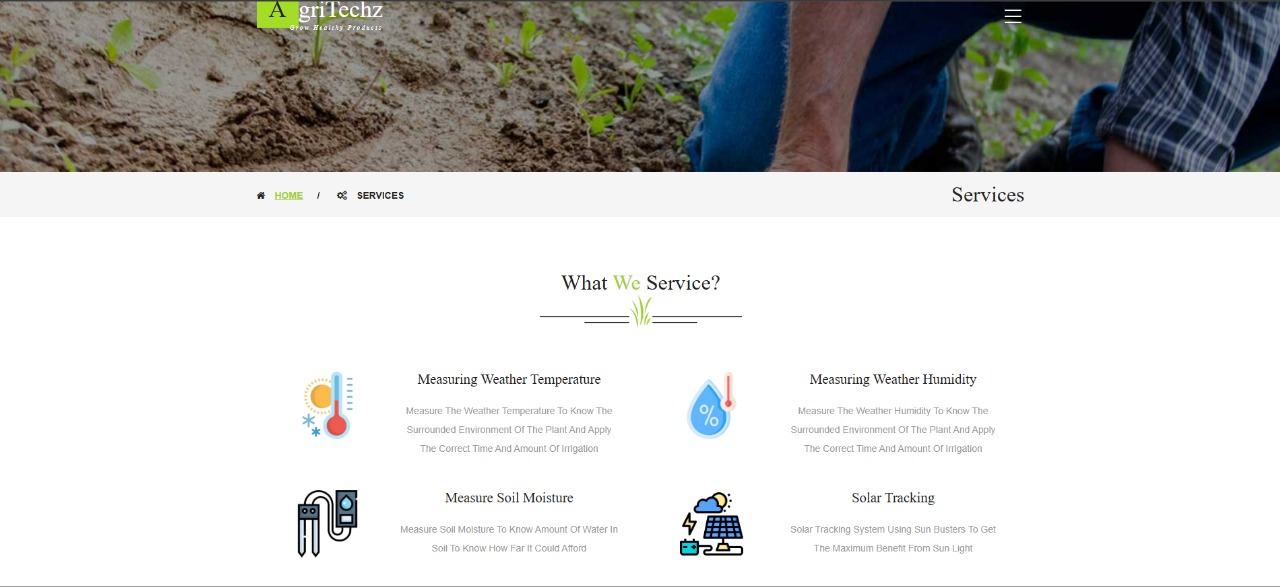 AgriTechz
Grow Healthy Products
HOME / SERVICES
Services
What We Service?
Measuring Weather Temperature
Measure The Weather Temperature To Know The
Surrounded Environment Of The Plant And Apply
The Correct Time And Amount Of Irrigation
Measuring Weather Humidity
%
Measure The Weather Humidity To Know The
Surrounded Environment Of The Plant And Apply
The Correct Time And Amount Of Irrigation
Measure Soil Moisture
Measure Soil Moisture To Know Amount Of Water In
Soil To Know How Far It Could Afford
Solar Tracking
Solar Tracking System Using Sun Busters To Get
The Maximum Benefit From Sun Light